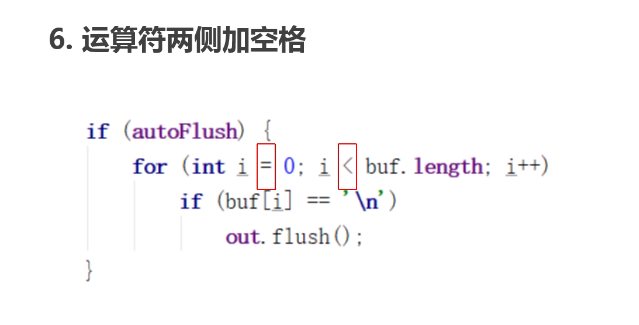 6. 运算符两侧加空格
if (autoFlush) {
for (int i = 0; i < buf.length; i++)
if (buf[i] == '\n')
out.flush();
}